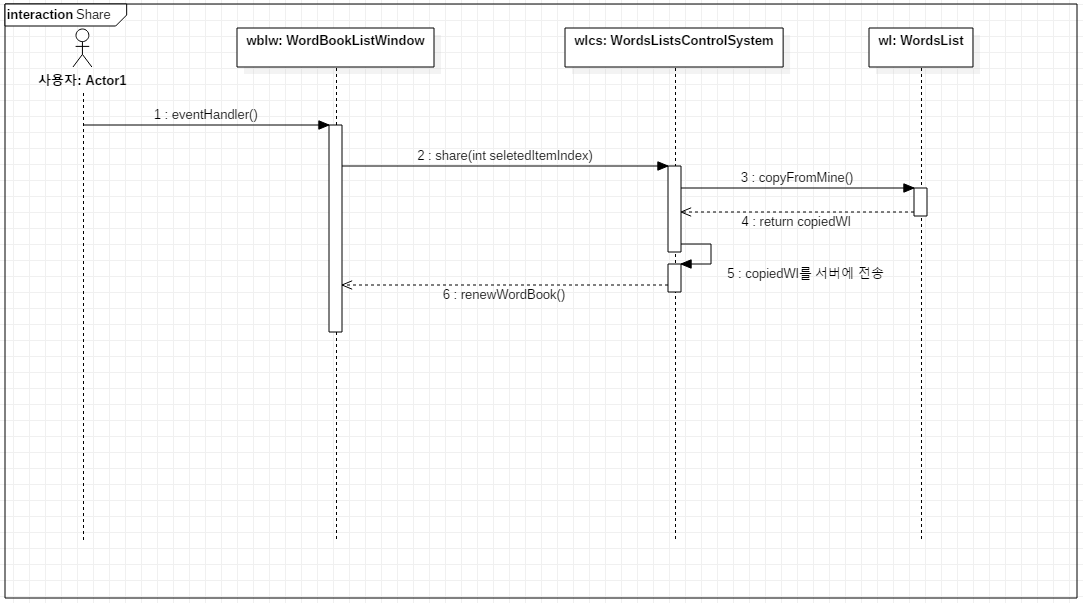 interaction Share
사용자: Actor1
wblw: WordBookListWindow
wlcs: WordsListsControlSystem
wl: WordsList
1 : eventHandler()
2 : share(int seletedItemIndex)
3 : copyFromMine()
4 : return copiedWl
5 : copiedWl를 서버에 전송
6 : renewWordBook()